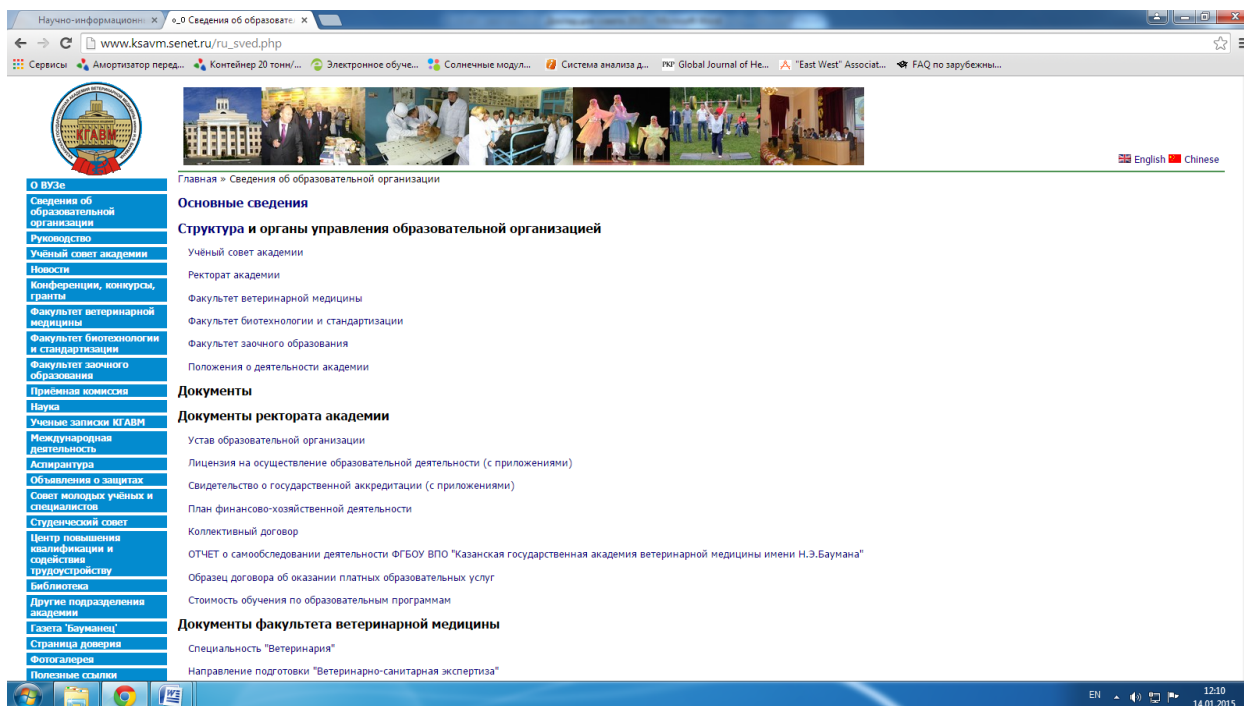 Научно-информационн
о_О Сведения об образовате
www.ksavm.senet.ru/ru_sved.php
Сервисы
Амортизатор перед...
Контейнер 20 тонн/...
Электронное обуче...
Солнечные модул...
Система анализа д...
PKP Global Journal of He...
"East West" Associat...
FAQ по зарубежны...
КГАВМ
English
Chinese
Главная » Сведения об образовательной организации
О ВУЗе
Сведения об
образовательной
организации
Руководство
Учёный совет академии
Новости
Конференции, конкурсы,
гранты
Факультет ветеринарной
медицины
Факультет биотехнологии
и стандартизации
Факультет заочного
образования
Приёмная комиссия
Наука
Ученые записки КГАВМ
Международная
деятельность
Аспирантура
Объявления о защитах
Совет молодых учёных и
специалистов
Студенческий совет
Центр повышения
квалификации и
содействия
трудоустройству
Библиотека
Другие подразделения
академии
Газета 'Бауманец'
Страница доверия
Фотогалерея
Полезные ссылки
Основные сведения
Структура и органы управления образовательной организацией
Учёный совет академии
Ректорат академии
Факультет ветеринарной медицины
Факультет биотехнологии и стандартизации
Факультет заочного образования
Положения о деятельности академии
Документы
Документы ректората академии
Устав образовательной организации
Лицензия на осуществление образовательной деятельности (с приложениями)
Свидетельство о государственной аккредитации (с приложениями)
План финансово-хозяйственной деятельности
Коллективный договор
ОТЧЕТ о самообследовании деятельности ФГБОУ ВПО "Казанская государственная академия ветеринарной медицины имени Н.Э.Баумана"
Образец договора об оказании платных образовательных услуг
Стоимость обучения по образовательным программам
Документы факультета ветеринарной медицины
Специальность "Ветеринария"
Направление подготовки "Ветеринарно-санитарная экспертиза"
EN
12:10
14.01.2015